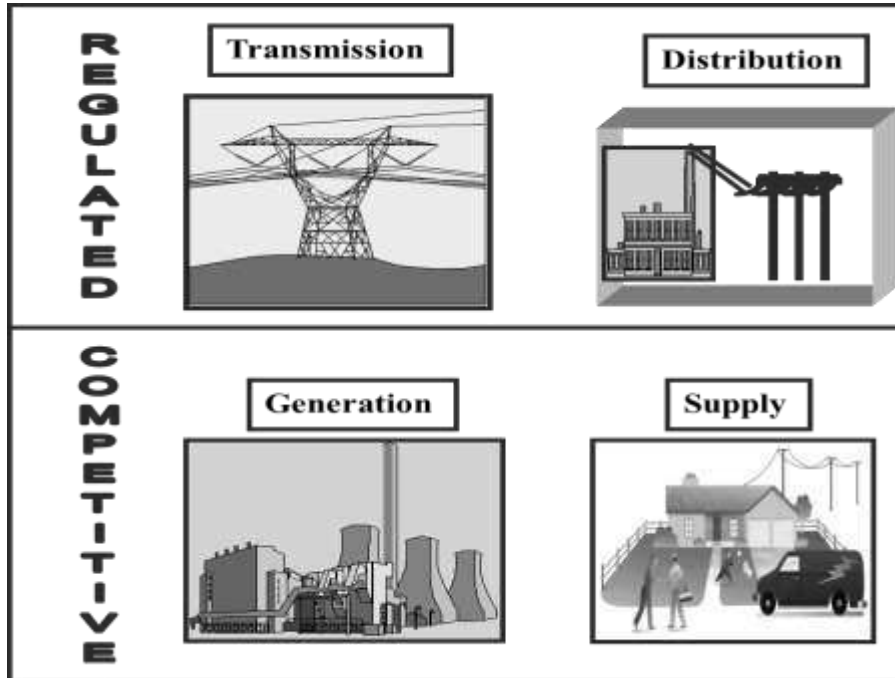 REGULATED
Transmission
Distribution
COMPETITIVE
Generation
Supply